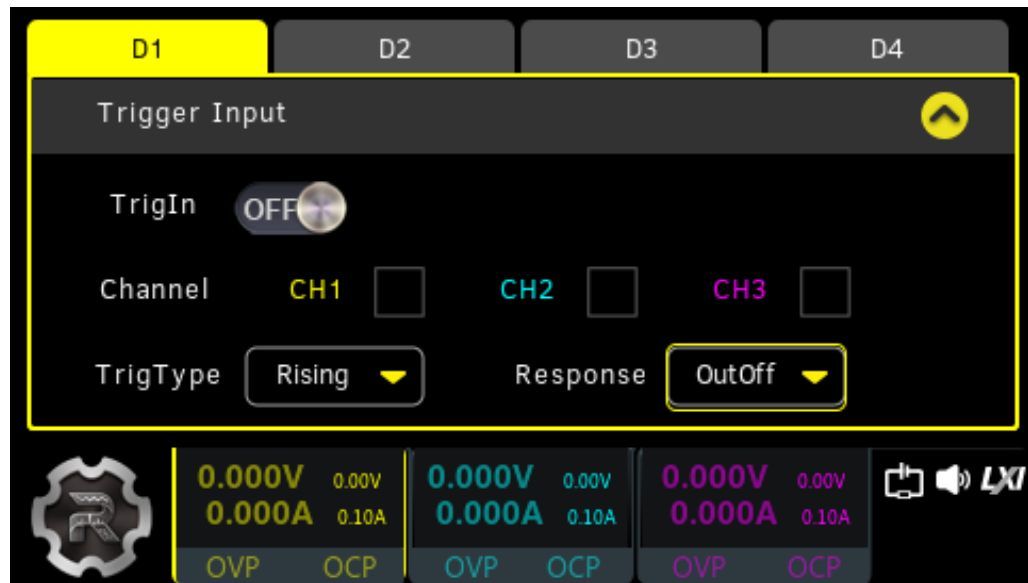 D1 D2 D3 D4
Trigger Input
TrigIn OFF
Channel CH1 CH2 CH3
TrigType Rising Response OutOff
0.000V 0.00V 0.000V 0.00V 0.000V 0.00V
0.000A 0.10A 0.000A 0.10A 0.000A 0.10A
OVP OCP OVP OCP OVP OCP
R
LXI